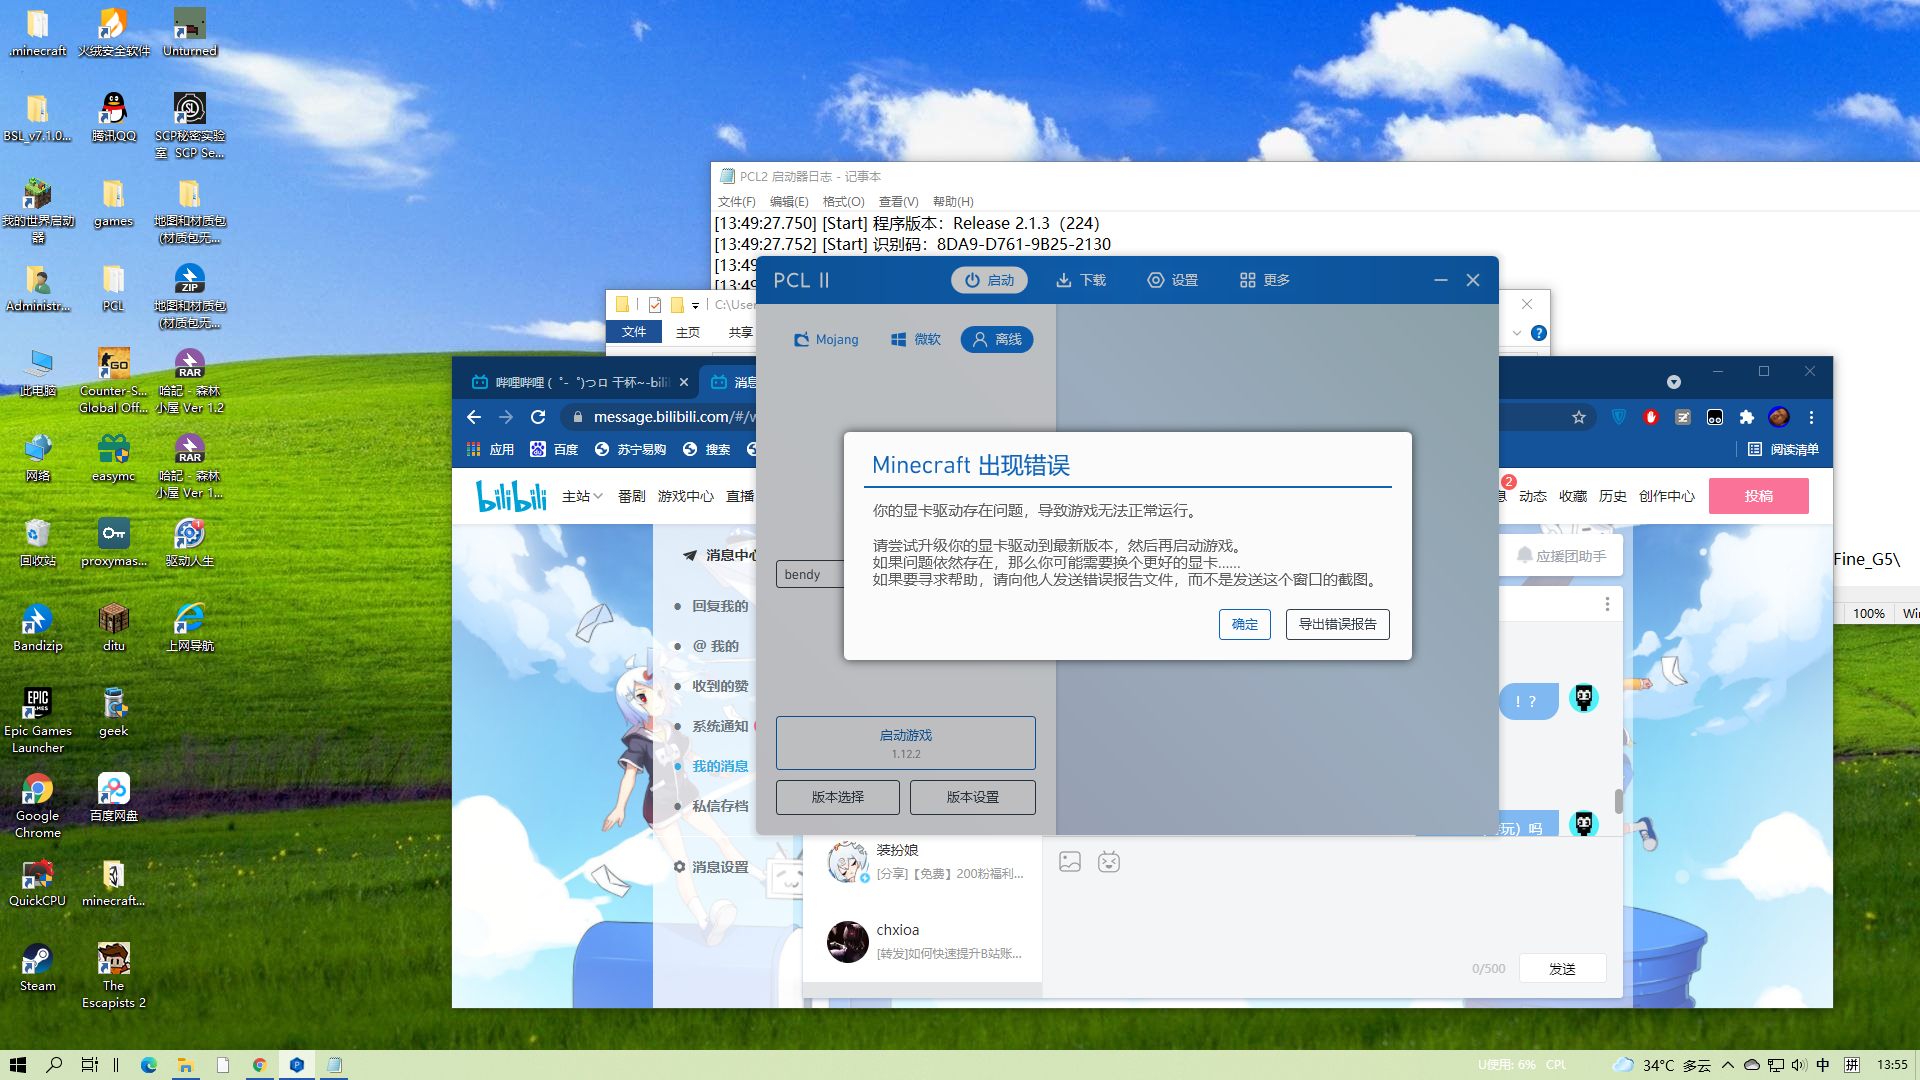 .minecraft
火绒安全软件
Unturned
BSL_v7.1.0...
腾讯QQ
SCP秘密实验
室 SCP Se...
我的世界启动
器
games
地图和材质包
(材质包无...
Administr...
PCL
地图和材质包
(材质包无...
此电脑
Counter-S...
Global Off...
哈记 - 森林
小屋 Ver 1.2
网络
easymc
哈记 - 森林
小屋 Ver 1...
回收站
proxymas...
驱动人生
Bandizip
ditu
上网导航
Epic Games
Launcher
geek
Google
Chrome
百度网盘
QuickCPU
minecraft...
Steam
The
Escapists 2
PCL2 启动器日志 - 记事本
文件(F) 编辑(E) 格式(O) 查看(V) 帮助(H)
[13:49:27.750] [Start] 程序版本：Release 2.1.3（224）
[13:49:27.752] [Start] 识别码：8DA9-D761-9B25-2130
[13:49
Fine_G5\
100%
C:\User
文件 主页 共享
PCL II
启动 下载 设置 更多
Mojang 微软 离线
bendy
启动游戏
1.12.2
版本选择 版本设置
Minecraft 出现错误
你的显卡驱动存在问题，导致游戏无法正常运行。
请尝试升级你的显卡驱动到最新版本，然后再启动游戏。
如果问题依然存在，那么你可能需要换个更好的显卡......
如果要寻求帮助，请向他人发送错误报告文件，而不是发送这个窗口的截图。
确定 导出错误报告
哔哩哔哩 (゜-゜)つロ 干杯~-bili
消息
message.bilibili.com/#/w
应用 百度 苏宁易购 搜索
阅读清单
bilibili 主站 番剧 游戏中心 直播
2
息 动态 收藏 历史 创作中心 投稿
消息中心
回复我的
@ 我的
收到的赞
系统通知
我的消息
私信存档
消息设置
应援团助手
！？
玩）吗
装扮娘
[分享]【免费】200粉福利...
chxioa
[转发]如何快速提升B站账...
0/500
发送
U使用: 6% CPU
34°C 多云
中
拼
13:55